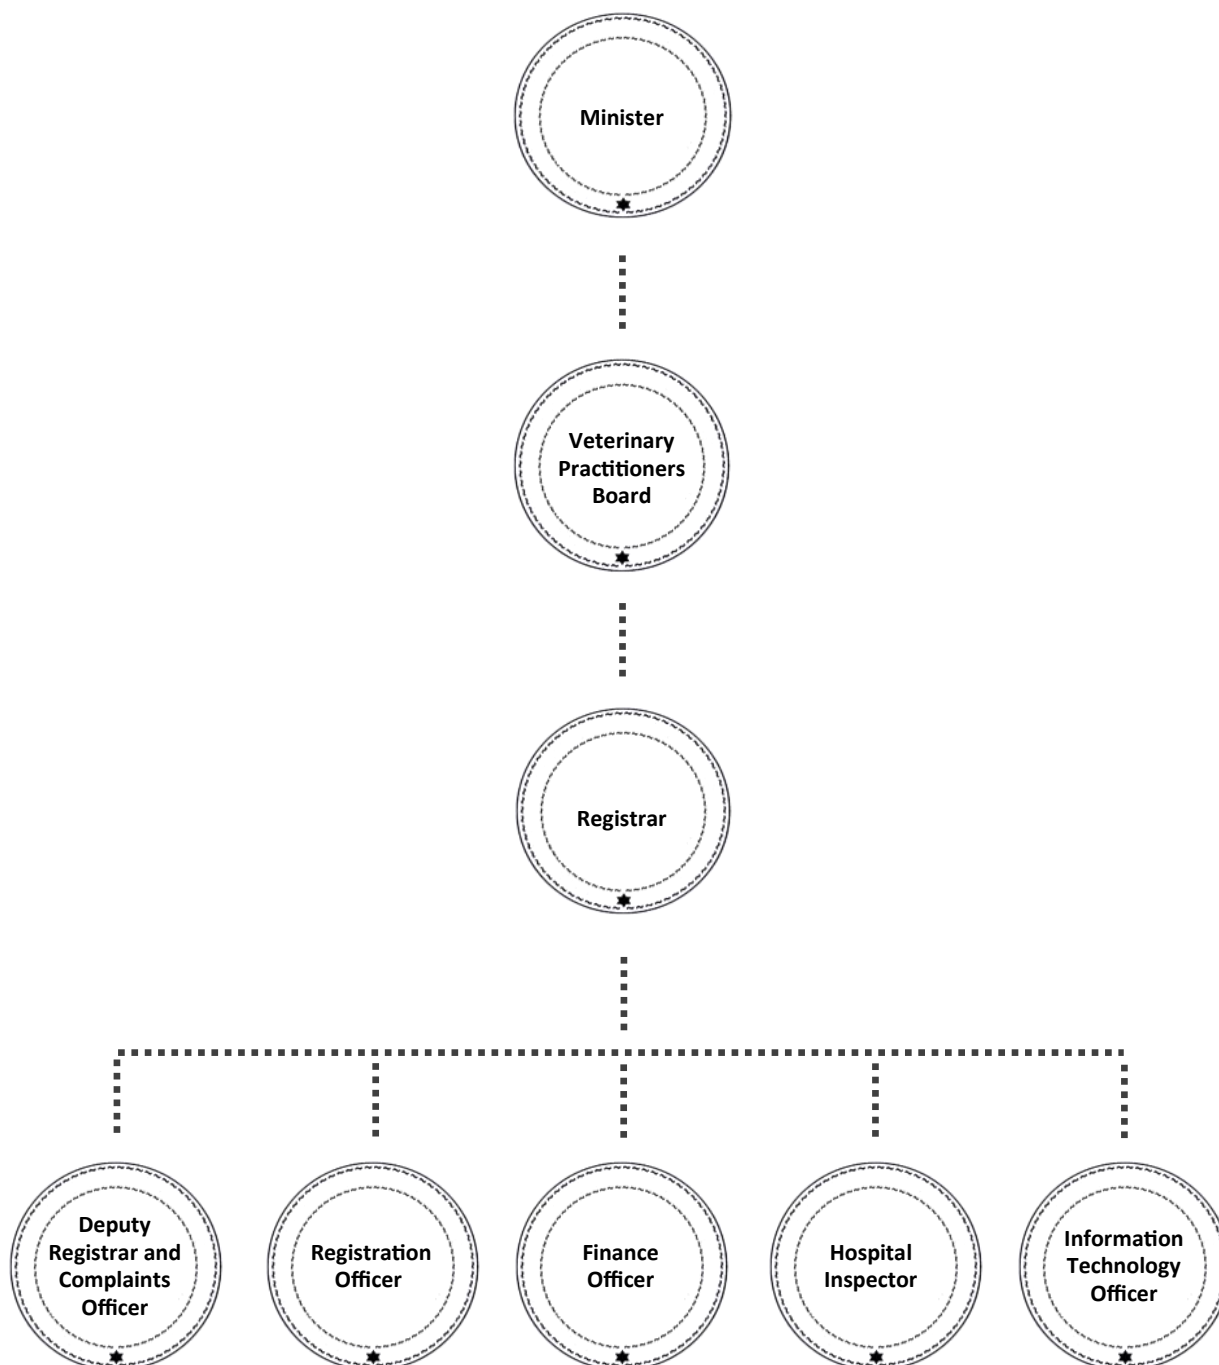 Minister
Veterinary
Practitioners
Board
Registrar
Deputy
Registrar and
Complaints
Officer
Registration
Officer
Finance
Officer
Hospital
Inspector
Information
Technology
Officer